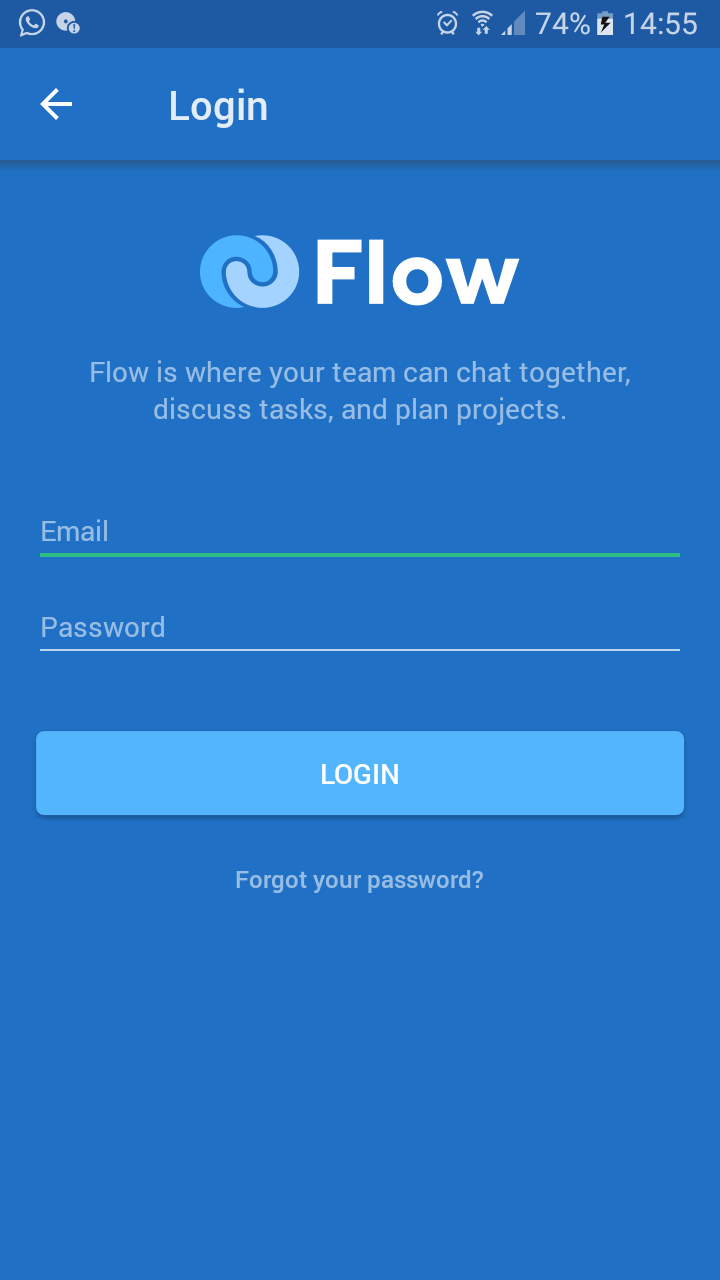 74% 14:55
Login
Flow
Flow is where your team can chat together,
discuss tasks, and plan projects.
Email
Password
LOGIN
Forgot your password?